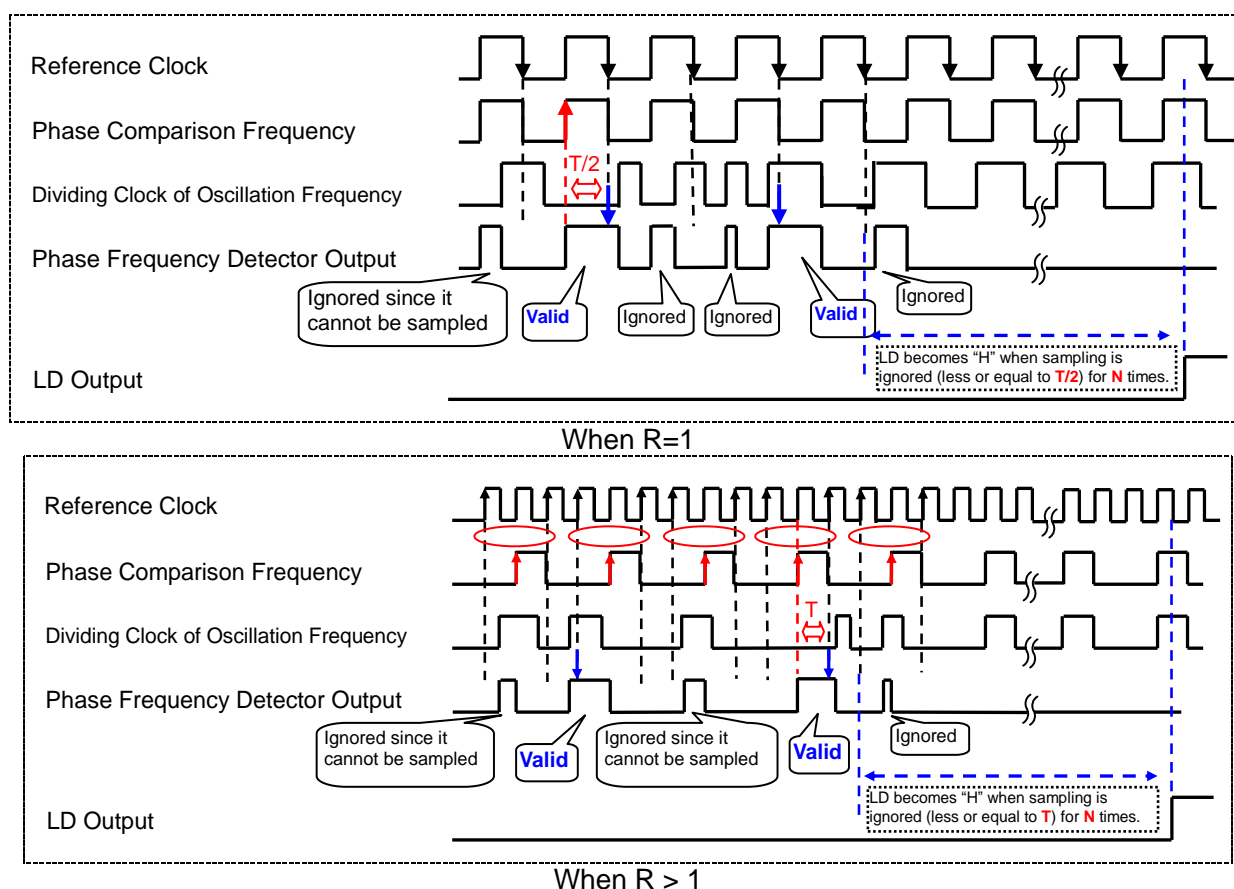 Reference Clock
Phase Comparison Frequency
T/2
Dividing Clock of Oscillation Frequency
Phase Frequency Detector Output
Ignored since it
cannot be sampled
Valid
Ignored
Ignored
Valid
Ignored
LD becomes “H” when sampling is
ignored (less or equal to T/2) for N times.
LD Output
When R=1
Reference Clock
Phase Comparison Frequency
T
Dividing Clock of Oscillation Frequency
Phase Frequency Detector Output
Ignored since it
cannot be sampled
Valid
Ignored since it
cannot be sampled
Valid
Ignored
LD becomes “H” when sampling is
ignored (less or equal to T) for N times.
LD Output
When R > 1